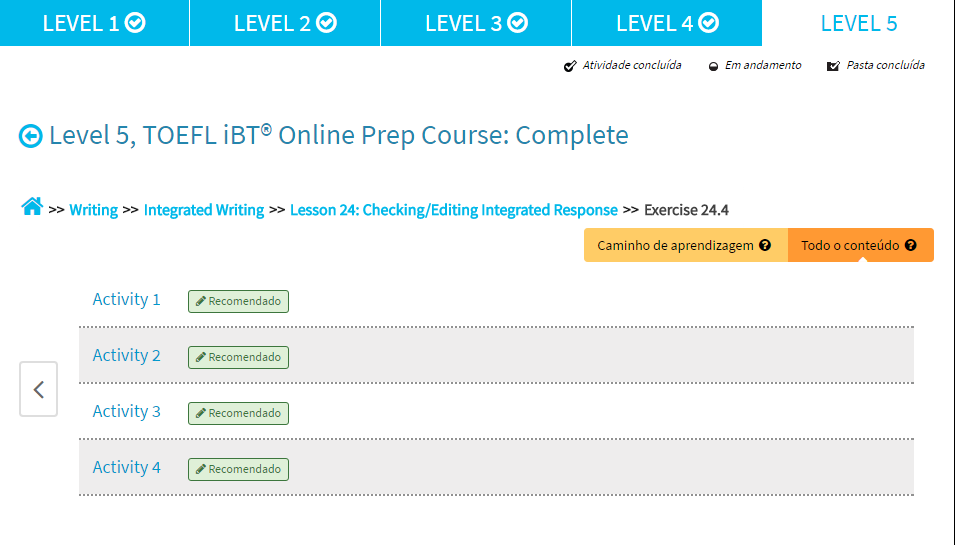 LEVEL 1 LEVEL 2 LEVEL 3 LEVEL 4 LEVEL 5
Atividade concluída Em andamento Pasta concluída
Level 5, TOEFL iBT® Online Prep Course: Complete
>> Writing >> Integrated Writing >> Lesson 24: Checking/Editing Integrated Response >> Exercise 24.4
Caminho de aprendizagem ? Todo o conteúdo ?
Activity 1 Recomendado
Activity 2 Recomendado
Activity 3 Recomendado
Activity 4 Recomendado